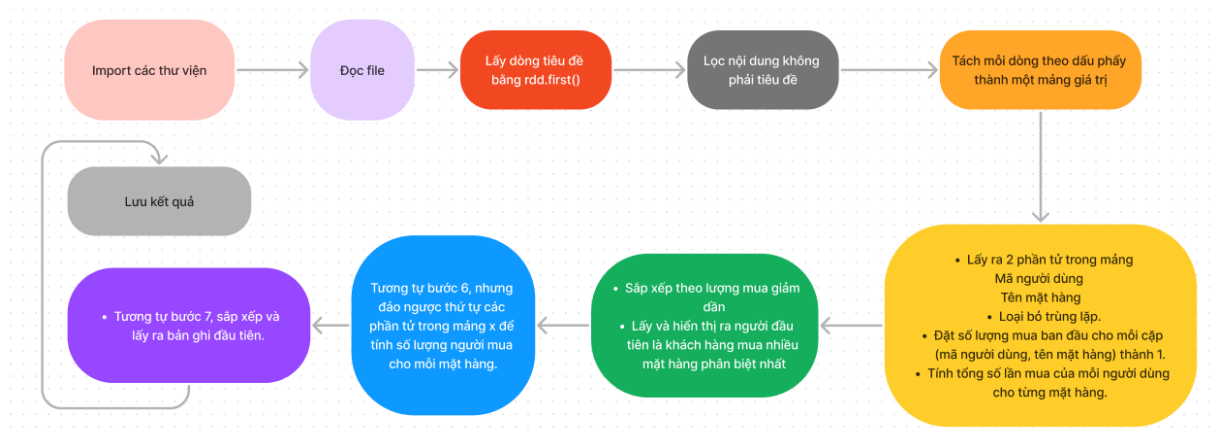 Import các thư viện
Đọc file
Lấy dòng tiêu đề
bằng rdd.first()
Lọc nội dung không
phải tiêu đề
Tách mỗi dòng theo dấu phẩy
thành một mảng giá trị
• Lấy ra 2 phần tử trong mảng
Mã người dùng
Tên mặt hàng
• Loại bỏ trùng lặp.
• Đặt số lượng mua ban đầu cho mỗi cặp
(mã người dùng, tên mặt hàng) thành 1.
• Tính tổng số lần mua của mỗi người dùng
cho từng mặt hàng.
• Sắp xếp theo lượng mua giảm
dần
• Lấy và hiển thị ra người đầu
tiên là khách hàng mua nhiều
mặt hàng phân biệt nhất
Tương tự bước 6, nhưng
đảo ngược thứ tự các
phần tử trong mảng x để
tính số lượng người mua
cho mỗi mặt hàng.
• Tương tự bước 7, sắp xếp và
lấy ra bản ghi đầu tiên.
Lưu kết quả